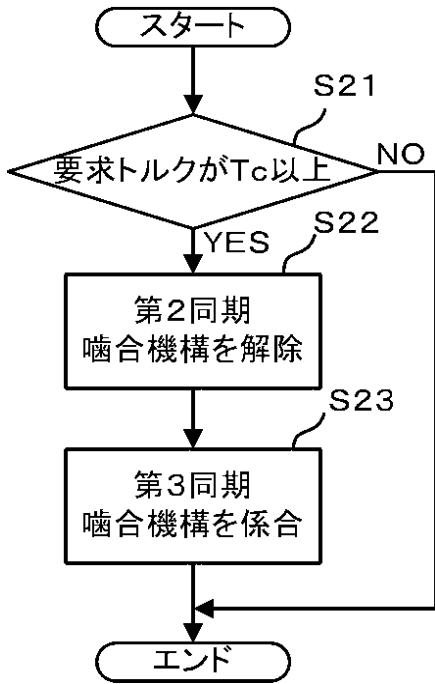 スタート
S21
要求トルクがTc以上
NO
YES
S22
第2同期
噛合機構を解除
S23
第3同期
噛合機構を係合
エンド